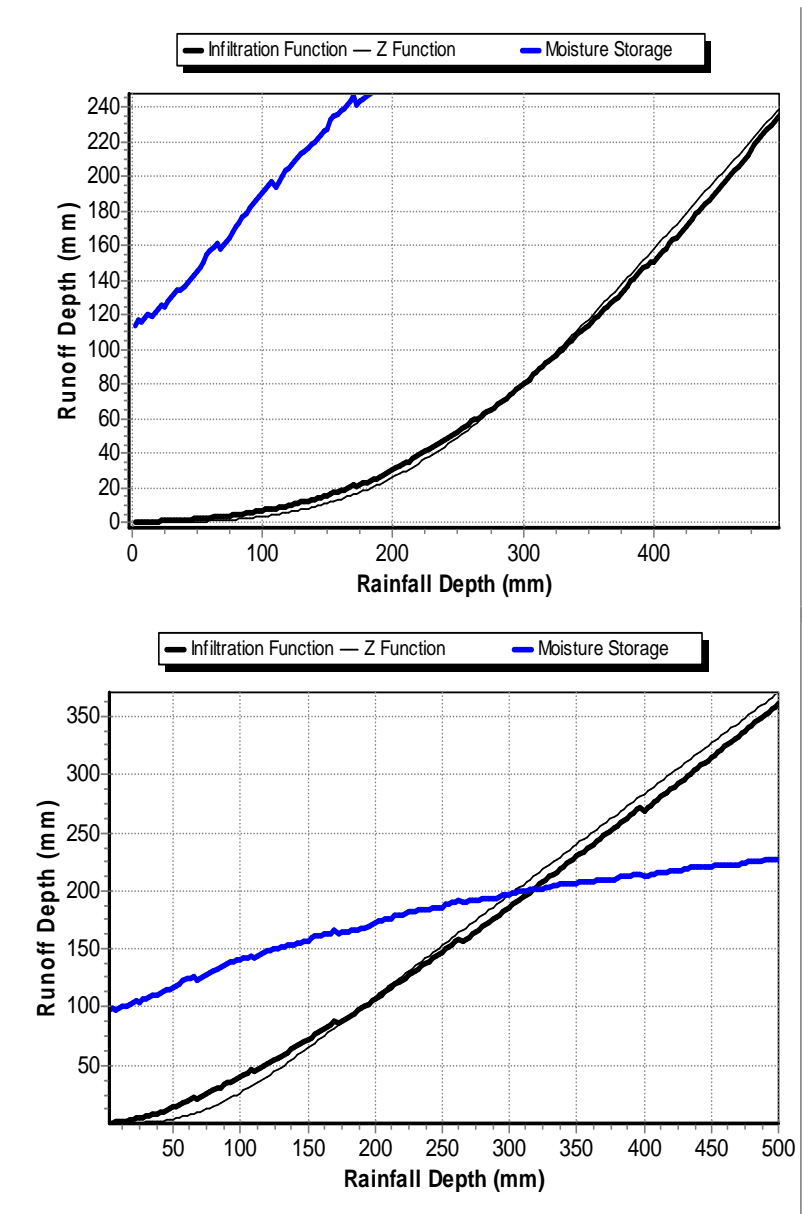 Infiltration Function — Z Function Moisture Storage
240
220
200
180
160
140
120
100
80
60
40
20
0
Runoff Depth (mm)
0 100 200 300 400
Rainfall Depth (mm)
Infiltration Function — Z Function Moisture Storage
350
300
250
200
150
100
50
Runoff Depth (mm)
50 100 150 200 250 300 350 400 450 500
Rainfall Depth (mm)